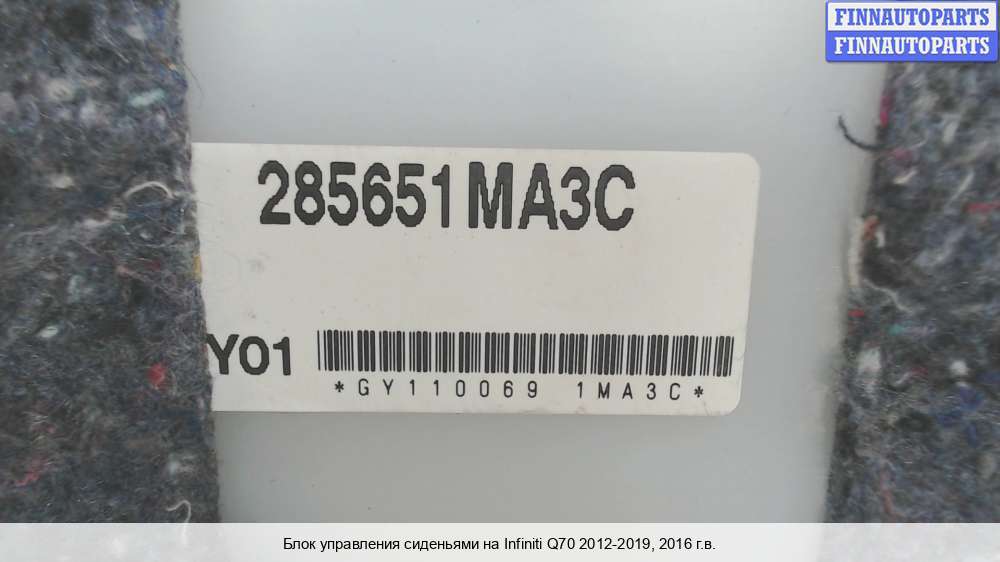 FINNAUTOPARTS
FINNAUTOPARTS
285651MA3C
Y01
*GY110069 1MA3C*
Блок управления сиденьями на Infiniti Q70 2012-2019, 2016 г.в.